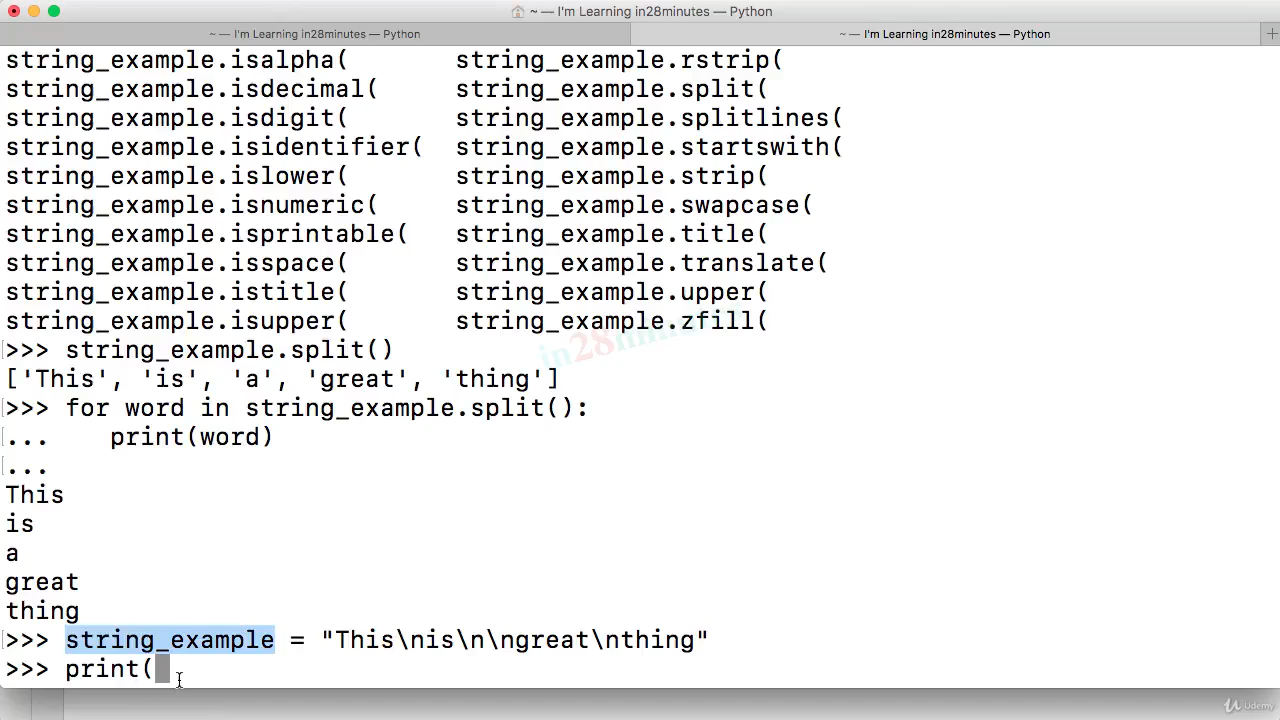 ~ — I'm Learning in28minutes — Python
~ — I'm Learning in28minutes — Python ~ — I'm Learning in28minutes — Python
string_example.isalpha( string_example.rstrip(
string_example.isdecimal( string_example.split(
string_example.isdigit( string_example.splitlines(
string_example.isidentifier( string_example.startswith(
string_example.islower( string_example.strip(
string_example.isnumeric( string_example.swapcase(
string_example.isprintable( string_example.title(
string_example.isspace( string_example.translate(
string_example.istitle( string_example.upper(
string_example.isupper( string_example.zfill(
in28minutes
>>> string_example.split()
['This', 'is', 'a', 'great', 'thing']
>>> for word in string_example.split():
... print(word)
...
This
is
a
great
thing
>>> string_example = "This\nis\n\ngreat\nthing"
>>> print(
Udemy